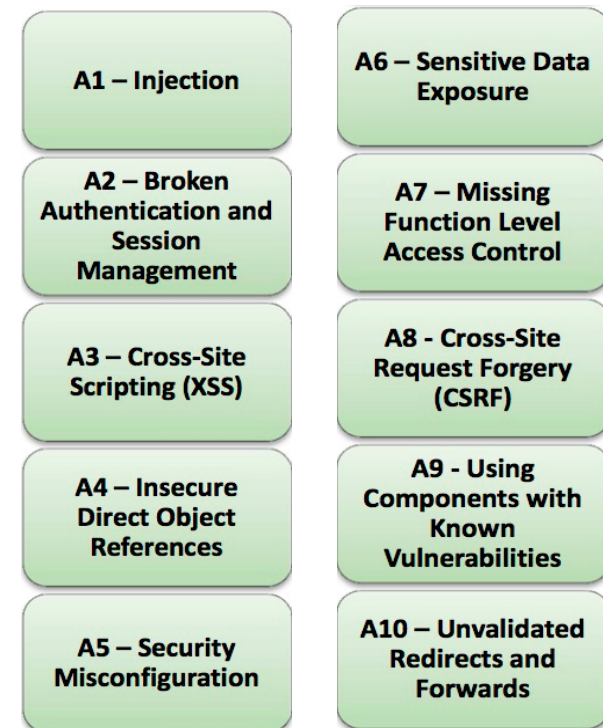 A1 – Injection
A2 – Broken
Authentication and
Session
Management
A3 – Cross-Site
Scripting (XSS)
A4 – Insecure
Direct Object
References
A5 – Security
Misconfiguration
A6 – Sensitive Data
Exposure
A7 – Missing
Function Level
Access Control
A8 - Cross-Site
Request Forgery
(CSRF)
A9 - Using
Components with
Known
Vulnerabilities
A10 – Unvalidated
Redirects and
Forwards